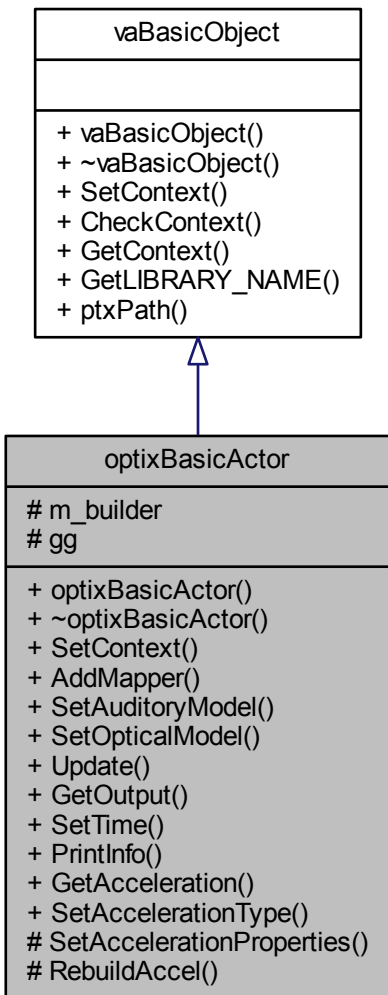 vaBasicObject
+ vaBasicObject()
+ ~vaBasicObject()
+ SetContext()
+ CheckContext()
+ GetContext()
+ GetLIBRARY_NAME()
+ ptxPath()
optixBasicActor
# m_builder
# gg
+ optixBasicActor()
+ ~optixBasicActor()
+ SetContext()
+ AddMapper()
+ SetAuditoryModel()
+ SetOpticalModel()
+ Update()
+ GetOutput()
+ SetTime()
+ PrintInfo()
+ GetAcceleration()
+ SetAccelerationType()
# SetAccelerationProperties()
# RebuildAccel()